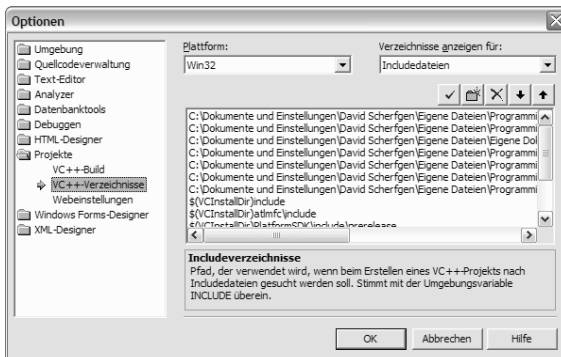 Optionen
Umgebung
Quellcodeverwaltung
Text-Editor
Analyzer
Datenbanktools
Debuggen
HTML-Designer
Projekte
VC++-Build
VC++-Verzeichnisse
Webeinstellungen
Windows Forms-Designer
XML-Designer
Plattform:
Win32
Verzeichnisse anzeigen für:
Includedateien
C:\Dokumente und Einstellungen\David Scherfgen\Eigene Dateien\Programmi
C:\Dokumente und Einstellungen\David Scherfgen\Eigene Dateien\Programmi
C:\Dokumente und Einstellungen\David Scherfgen\Eigene Dateien\Eigene Dol
C:\Dokumente und Einstellungen\David Scherfgen\Eigene Dateien\Programmi
C:\Dokumente und Einstellungen\David Scherfgen\Eigene Dateien\Programmi
C:\Dokumente und Einstellungen\David Scherfgen\Eigene Dateien\Programmi
C:\Dokumente und Einstellungen\David Scherfgen\Eigene Dateien\Programmi
$(VCInstallDir)include
$(VCInstallDir)atlmfc\include
$(VCInstallDir)PlatformSDK\include\prerelease
Includeverzeichnisse
Pfad, der verwendet wird, wenn beim Erstellen eines VC++-Projekts nach
Includedateien gesucht werden soll. Stimmt mit der Umgebungsvariable
INCLUDE überein.
OK
Abbrechen
Hilfe